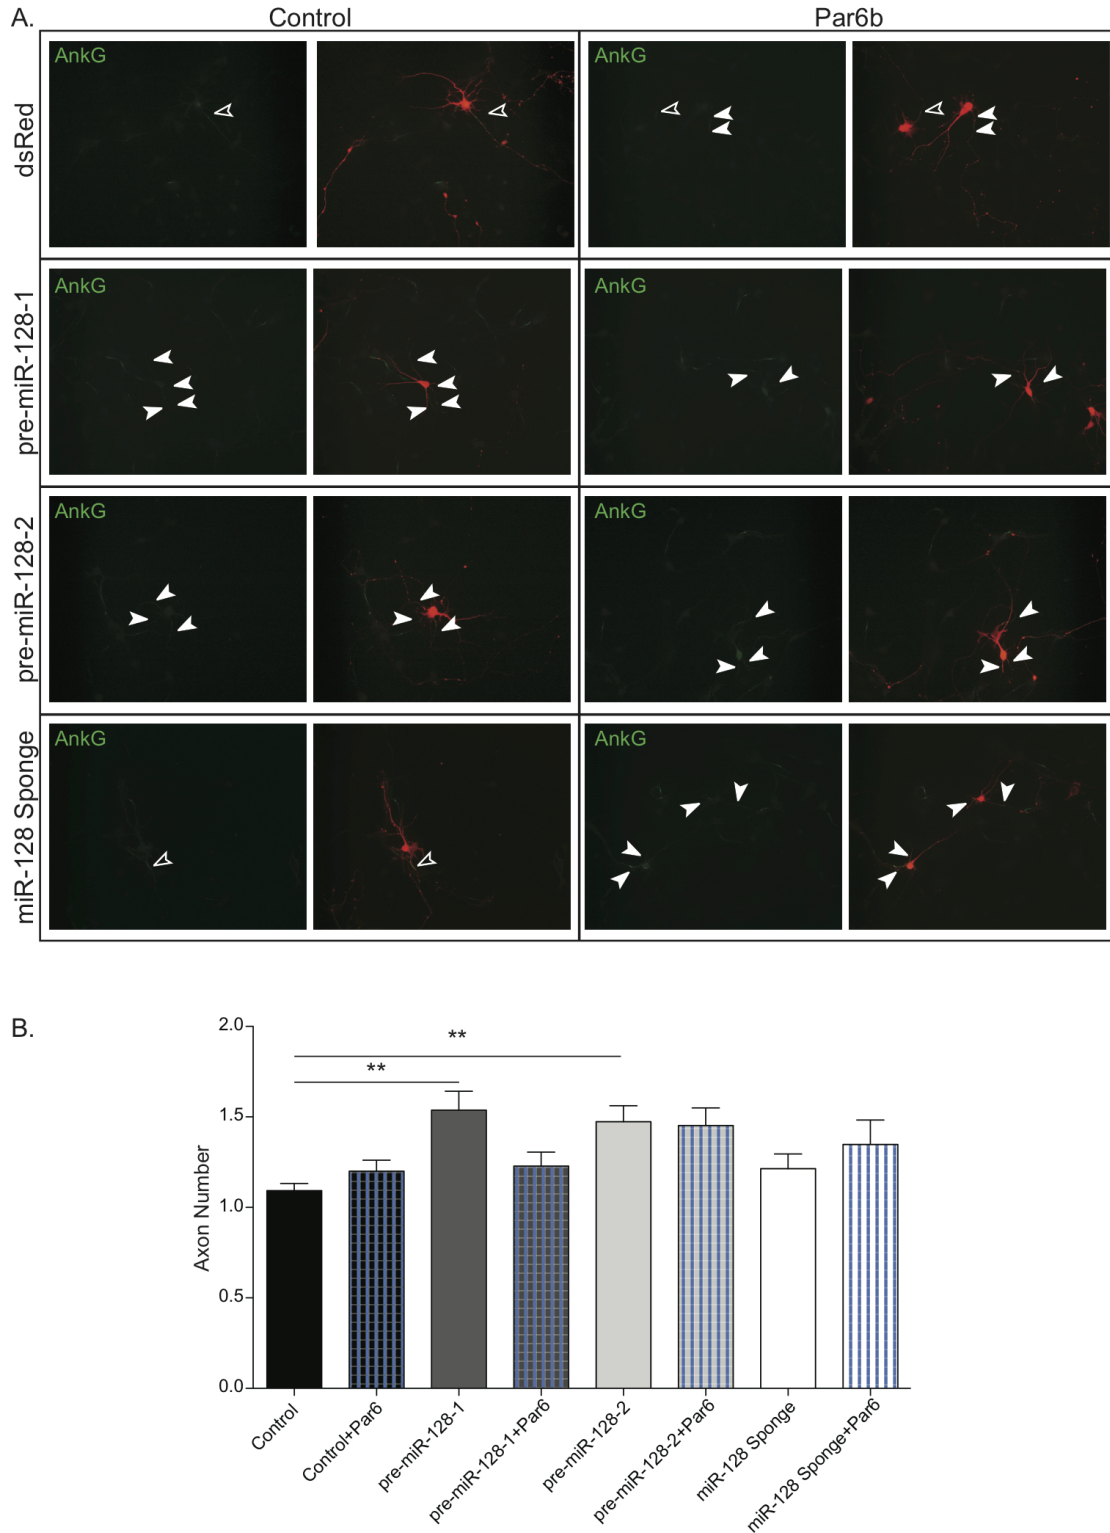 A.
Control
Par6b
dsRed
AnkG
AnkG
pre-miR-128-1
AnkG
AnkG
pre-miR-128-2
AnkG
AnkG
miR-128 Sponge
AnkG
AnkG
B.
Axon Number
2.0
1.5
1.0
0.5
0.0
**
**
Control
Control+Par6
pre-miR-128-1
pre-miR-128-1+Par6
pre-miR-128-2
pre-miR-128-2+Par6
miR-128 Sponge
miR-128 Sponge+Par6